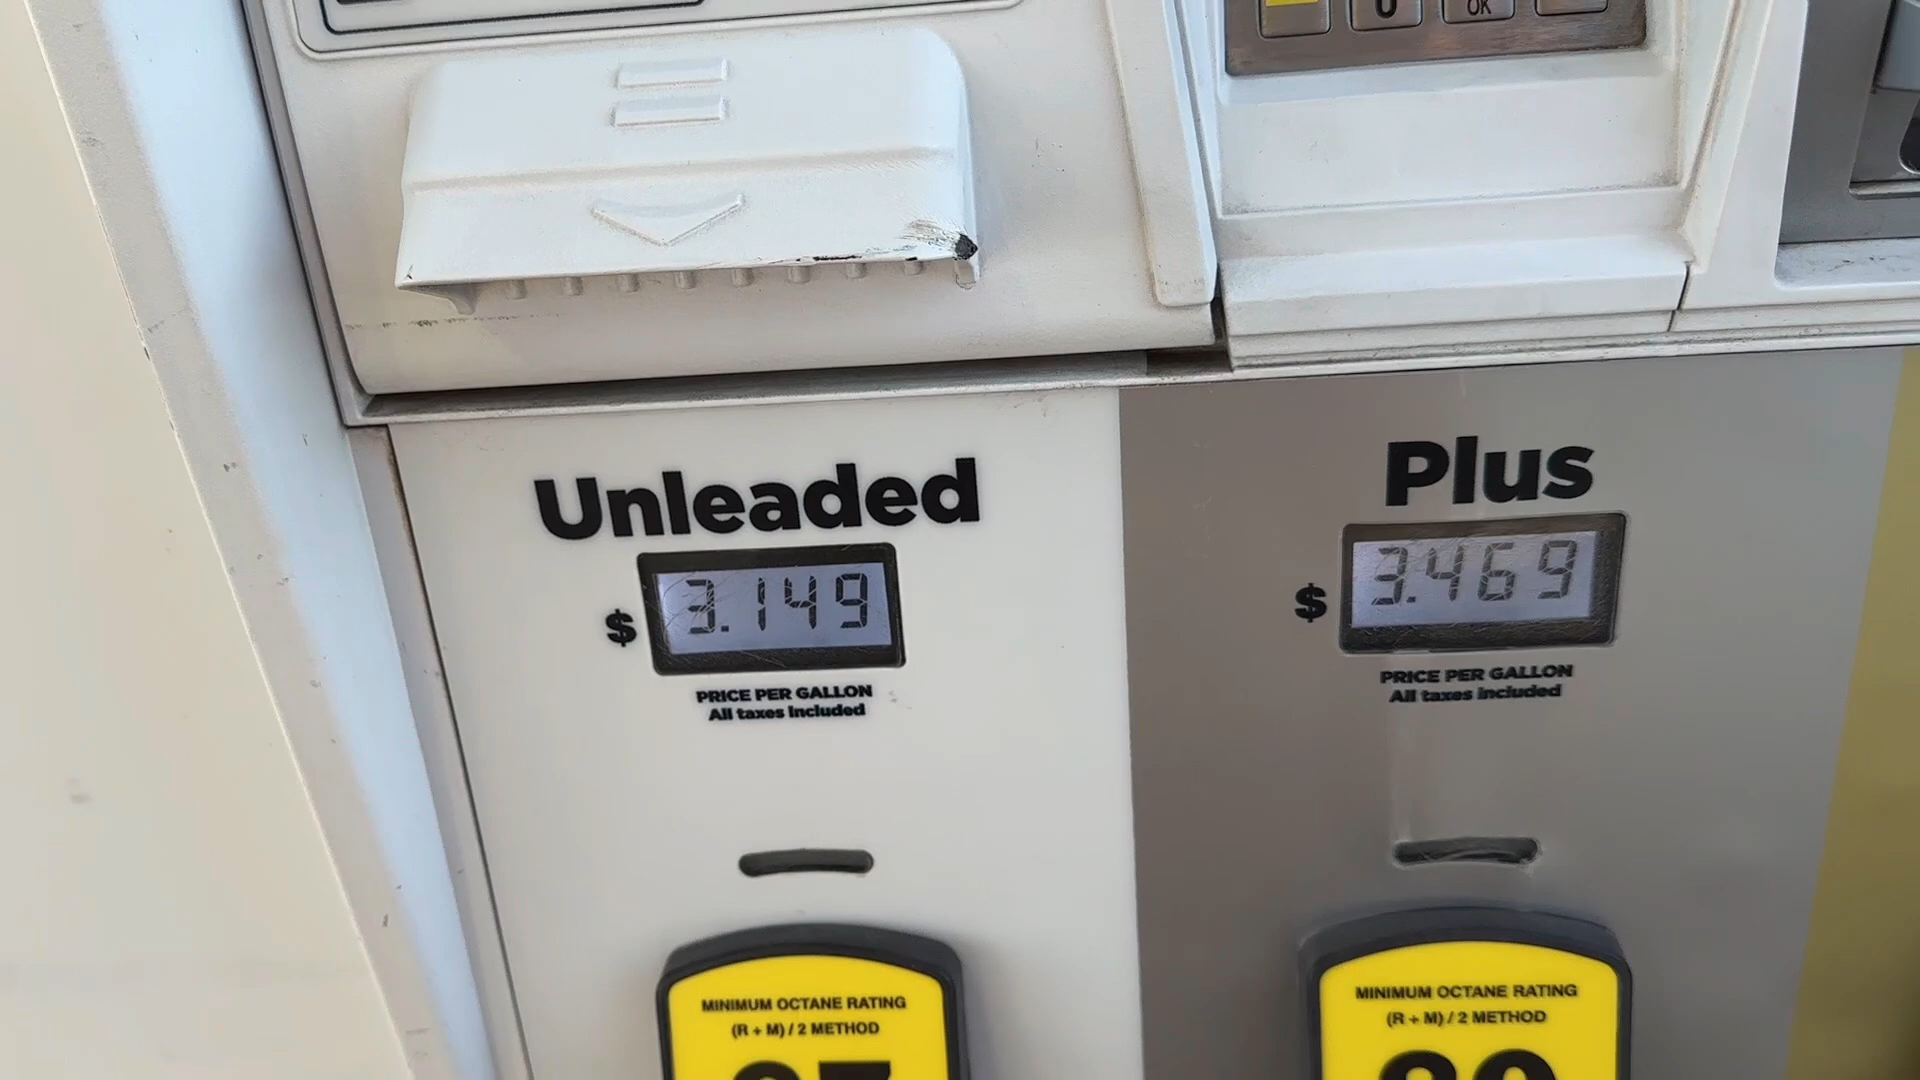 0
OK
Unleaded
$ 3.149
PRICE PER GALLON
All taxes included
Plus
$ 3.469
PRICE PER GALLON
All taxes included
MINIMUM OCTANE RATING
(R + M) / 2 METHOD
MINIMUM OCTANE RATING
(R + M) / 2 METHOD